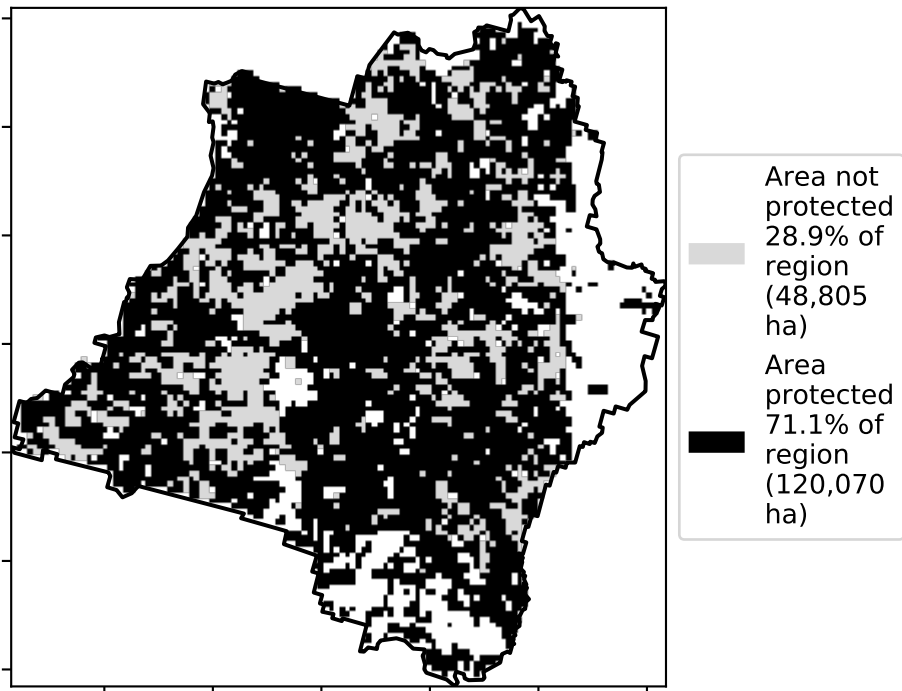 Area not
protected
28.9% of
region
(48,805
ha)
Area
protected
71.1% of
region
(120,070
ha)